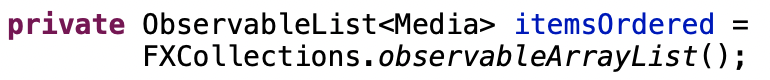 private ObservableList<Media> itemsOrdered =
FXCollections.observableArrayList();